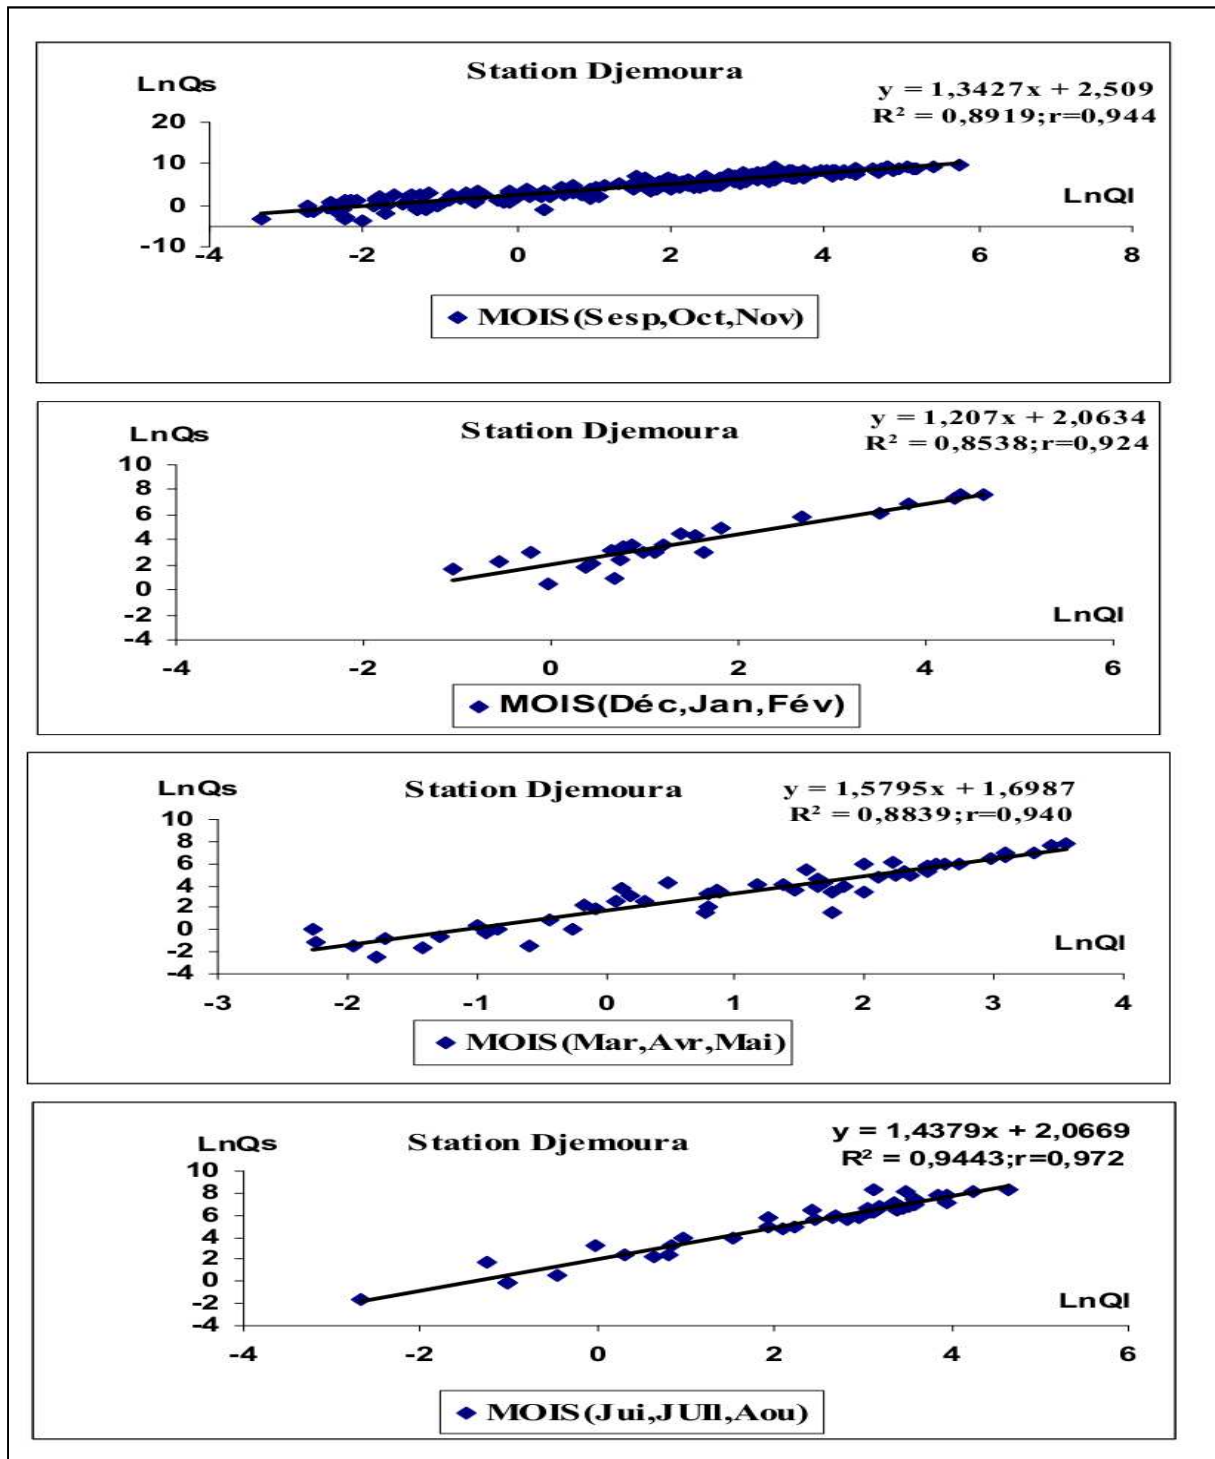 Station Djemoura
LnQs
y = 1,3427x + 2,509
R² = 0,8919;r=0,944
20
10
0
-10
LnQl
-4 -2 0 2 4 6 8
MOIS(Sesp,Oct,Nov)
Station Djemoura
LnQs
y = 1,207x + 2,0634
R² = 0,8538;r=0,924
10
8
6
4
2
0
-2
-4
LnQl
-4 -2 0 2 4 6
MOIS(Déc,Jan,Fév)
LnQs
Station Djemoura
y = 1,5795x + 1,6987
R² = 0,8839;r=0,940
10
8
6
4
2
0
-2
-4
LnQl
-3 -2 -1 0 1 2 3 4
MOIS(Mar,Avr,Mai)
LnQs
Station Djemoura
y = 1,4379x + 2,0669
R² = 0,9443;r=0,972
10
8
6
4
2
0
-2
-4
LnQl
-4 -2 0 2 4 6
MOIS(Jui,JUIl,Aou)